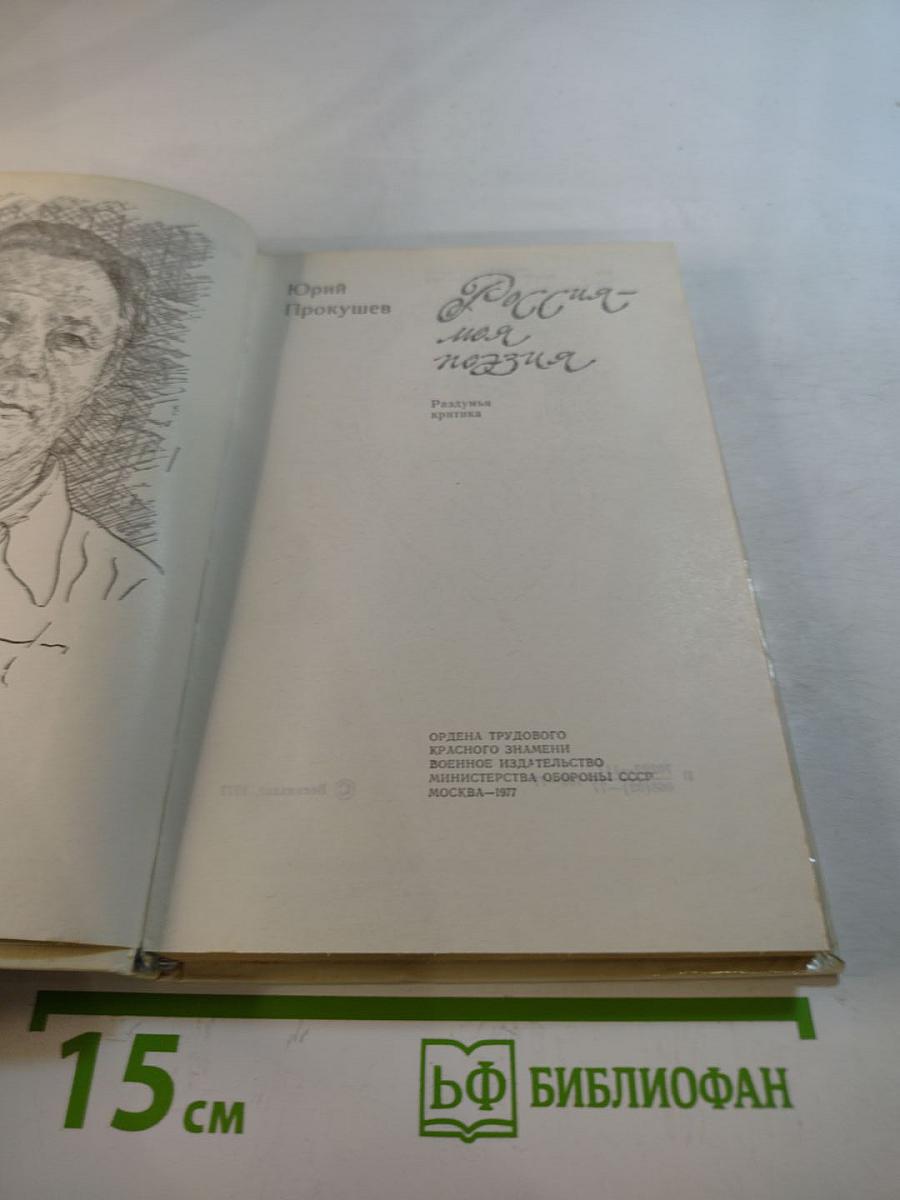 Юрий
Прокушев
Россия—
моя
поэзия
Раздумья
критика
ОРДЕНА ТРУДОВОГО
КРАСНОГО ЗНАМЕНИ
ВОЕННОЕ ИЗДАТЕЛЬСТВО
МИНИСТЕРСТВА ОБОРОНЫ СССР
МОСКВА—1977
15 см
ЬФ БИБЛИОФАН